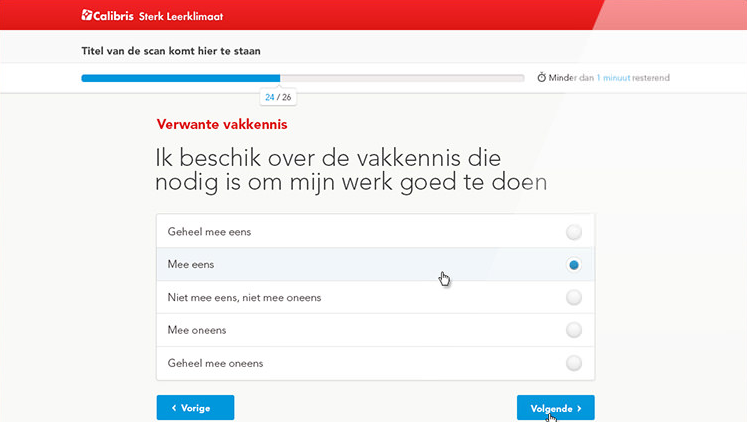 Calibris Sterk Leerklimaat
Titel van de scan komt hier te staan
Minder dan 1 minuut resterend
24 / 26
Verwante vakkennis
Ik beschik over de vakkennis die
nodig is om mijn werk goed te doen
Geheel mee eens
Mee eens
Niet mee eens, niet mee oneens
Mee oneens
Geheel mee oneens
Vorige
Volgende